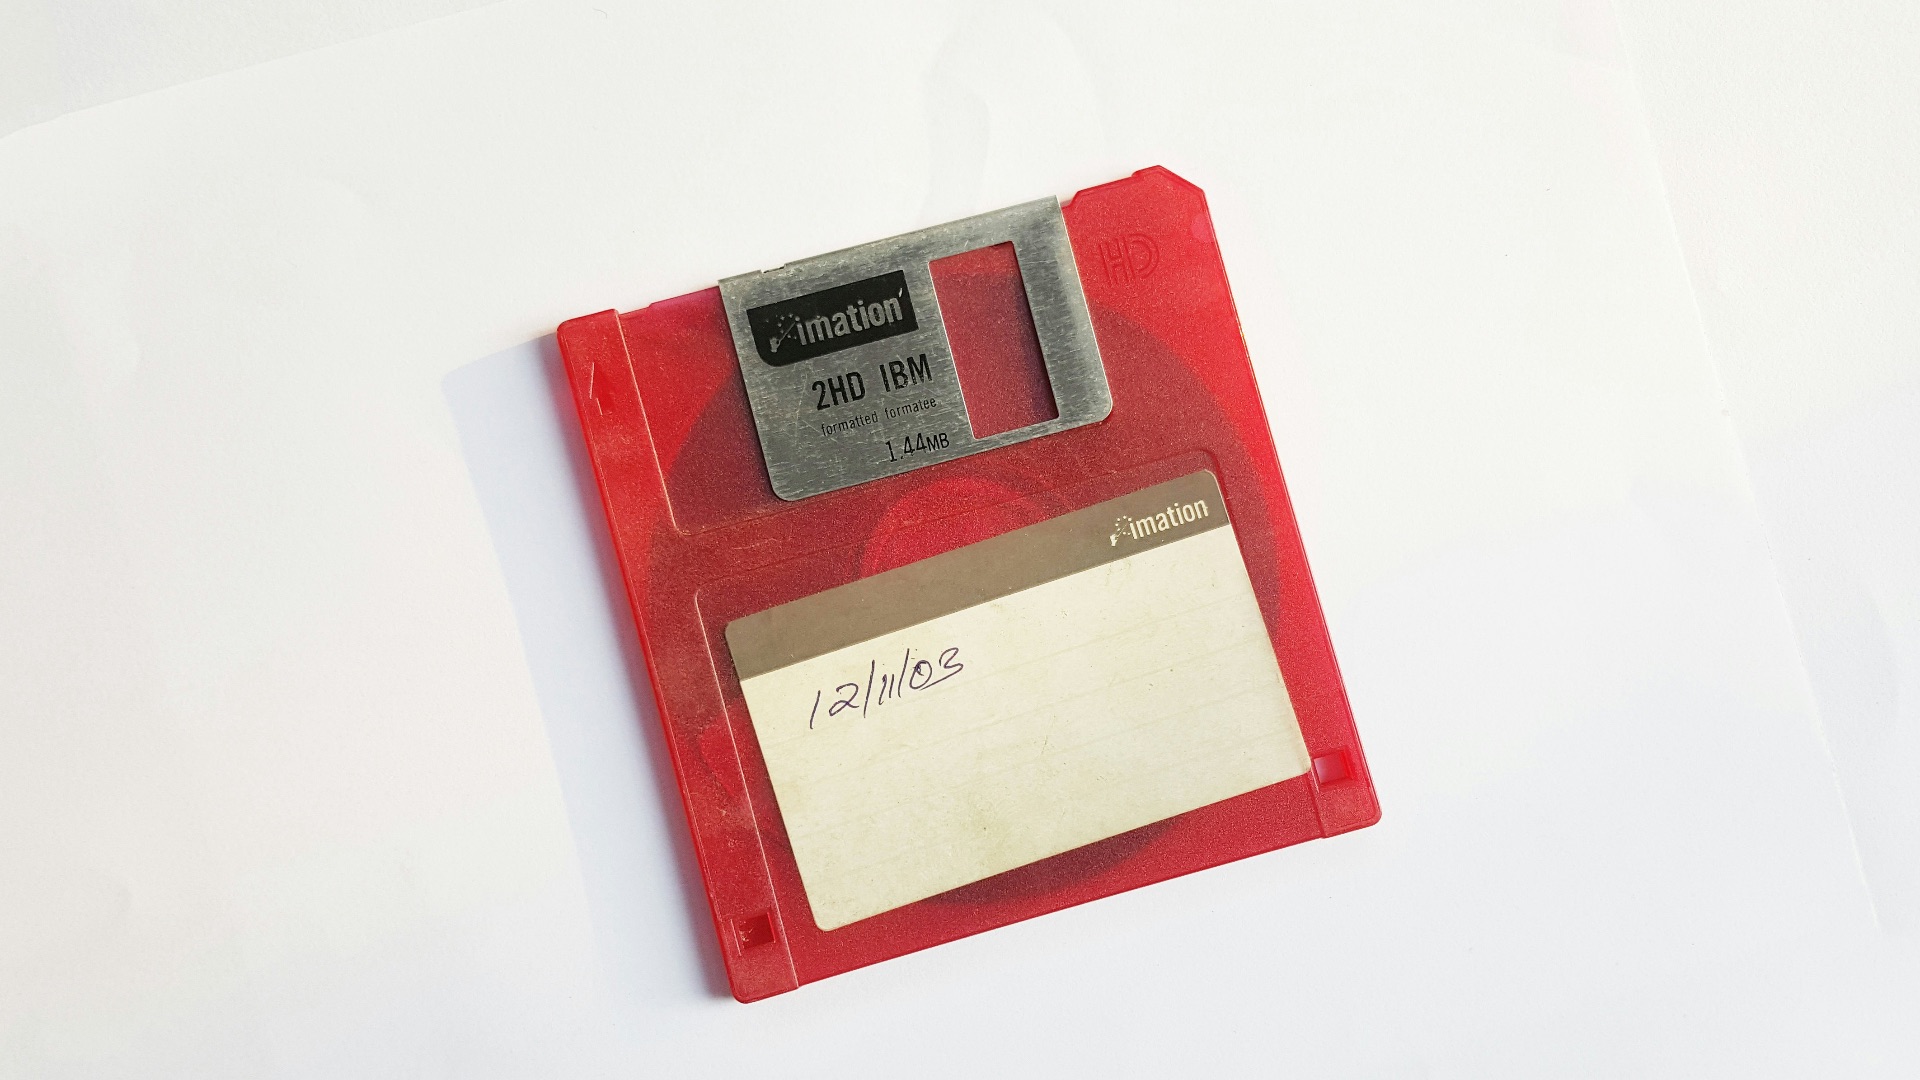 HD
imation
2HD IBM
formatted formatee
1.44MB
imation
12/11/03